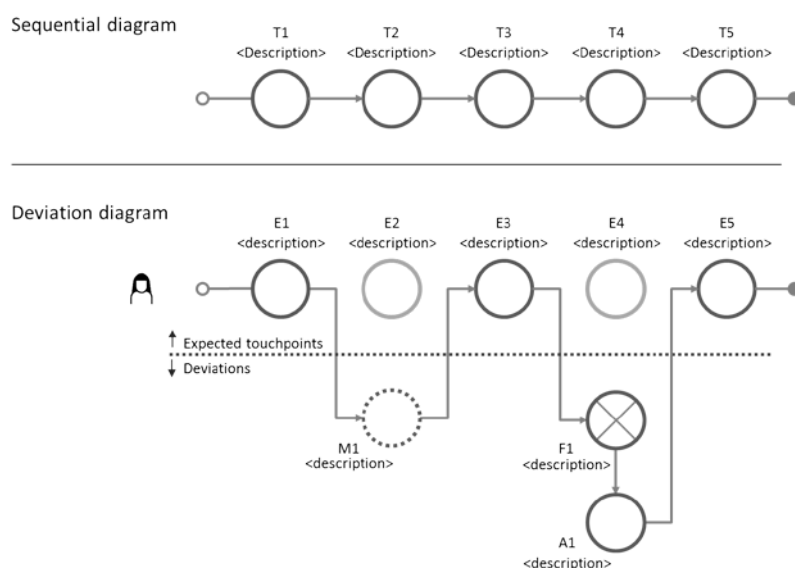 Sequential diagram
T1 T2 T3 T4 T5
<Description> <Description> <Description> <Description> <Description>
Deviation diagram
E1 E2 E3 E4 E5
<description> <description> <description> <description> <description>
Expected touchpoints
Deviations
M1 F1
<description> <description>
A1
<description>